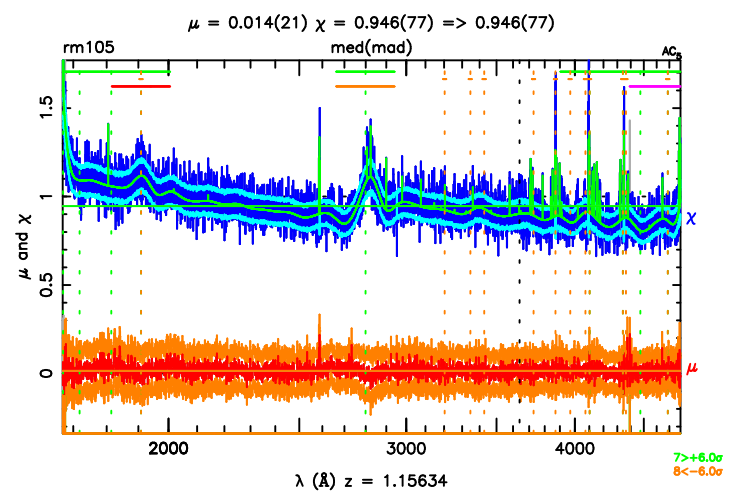 μ = 0.014(21) χ = 0.946(77) => 0.946(77)
rm105 med(mad) AC5
1.5
1
0.5
0
μ and χ
χ
μ
2000 3000 4000
7>+6.0σ
8<-6.0σ
λ (Å) z = 1.15634